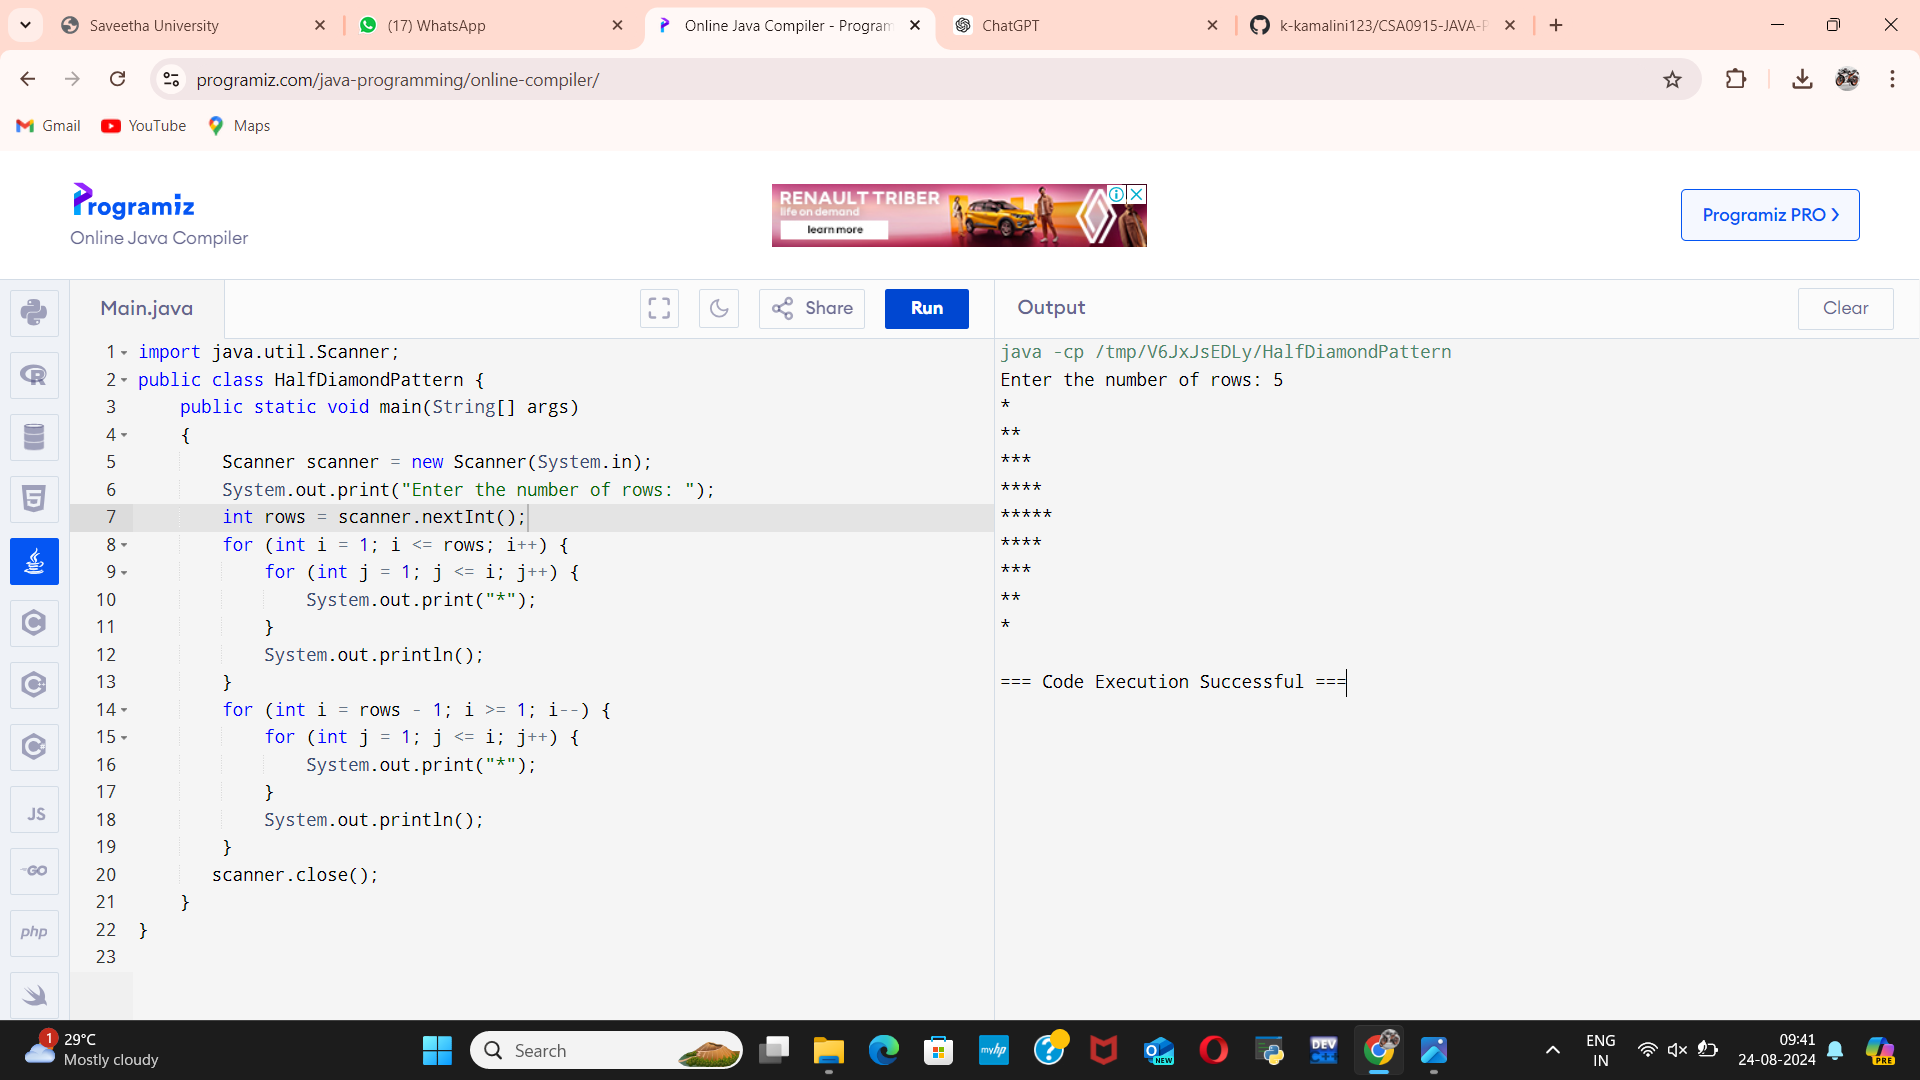 Saveetha University
(17) WhatsApp
Online Java Compiler - Program
ChatGPT
k-kamalini123/CSA0915-JAVA-P
programiz.com/java-programming/online-compiler/
Gmail
YouTube
Maps
Programiz
Online Java Compiler
RENAULT TRIBER
life on demand
learn more
Programiz PRO >
Main.java
Share
Run
Output
Clear
1 import java.util.Scanner;
2 public class HalfDiamondPattern {
3     public static void main(String[] args)
4     {
5         Scanner scanner = new Scanner(System.in);
6         System.out.print("Enter the number of rows: ");
7         int rows = scanner.nextInt();
8         for (int i = 1; i <= rows; i++) {
9             for (int j = 1; j <= i; j++) {
10                 System.out.print("*");
11             }
12             System.out.println();
13         }
14         for (int i = rows - 1; i >= 1; i--) {
15             for (int j = 1; j <= i; j++) {
16                 System.out.print("*");
17             }
18             System.out.println();
19         }
20        scanner.close();
21     }
22 }
23
java -cp /tmp/V6JxJsEDLy/HalfDiamondPattern
Enter the number of rows: 5
*
**
***
****
*****
****
***
**
*
=== Code Execution Successful ===
JS
GO
php
1
29°C
Mostly cloudy
Search
myhp
NEW
DEV
ENG
IN
09:41
24-08-2024
PRE